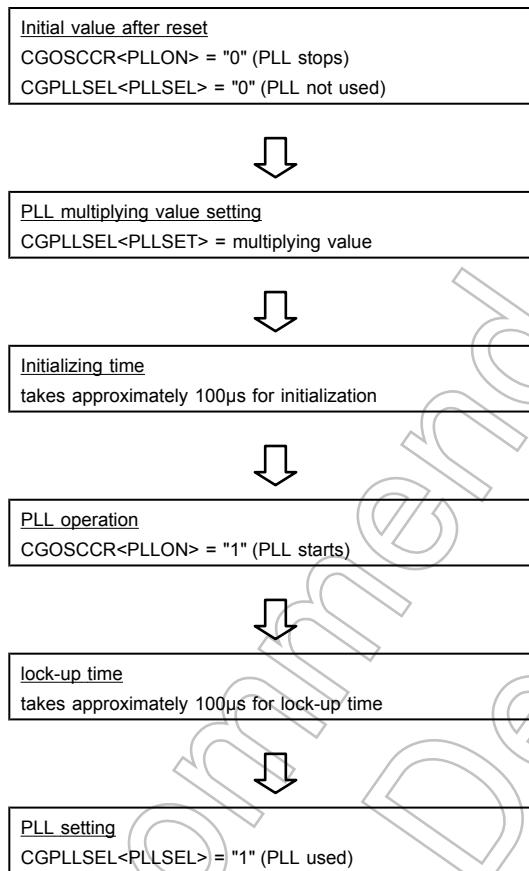 Initial value after reset
CGOSCCR<PLLON> = "0" (PLL stops)
CGPLLSEL<PLLSEL> = "0" (PLL not used)
PLL multiplying value setting
CGPLLSEL<PLLSET> = multiplying value
Initializing time
takes approximately 100μs for initialization
PLL operation
CGOSCCR<PLLON> = "1" (PLL starts)
lock-up time
takes approximately 100μs for lock-up time
PLL setting
CGPLLSEL<PLLSEL> = "1" (PLL used)